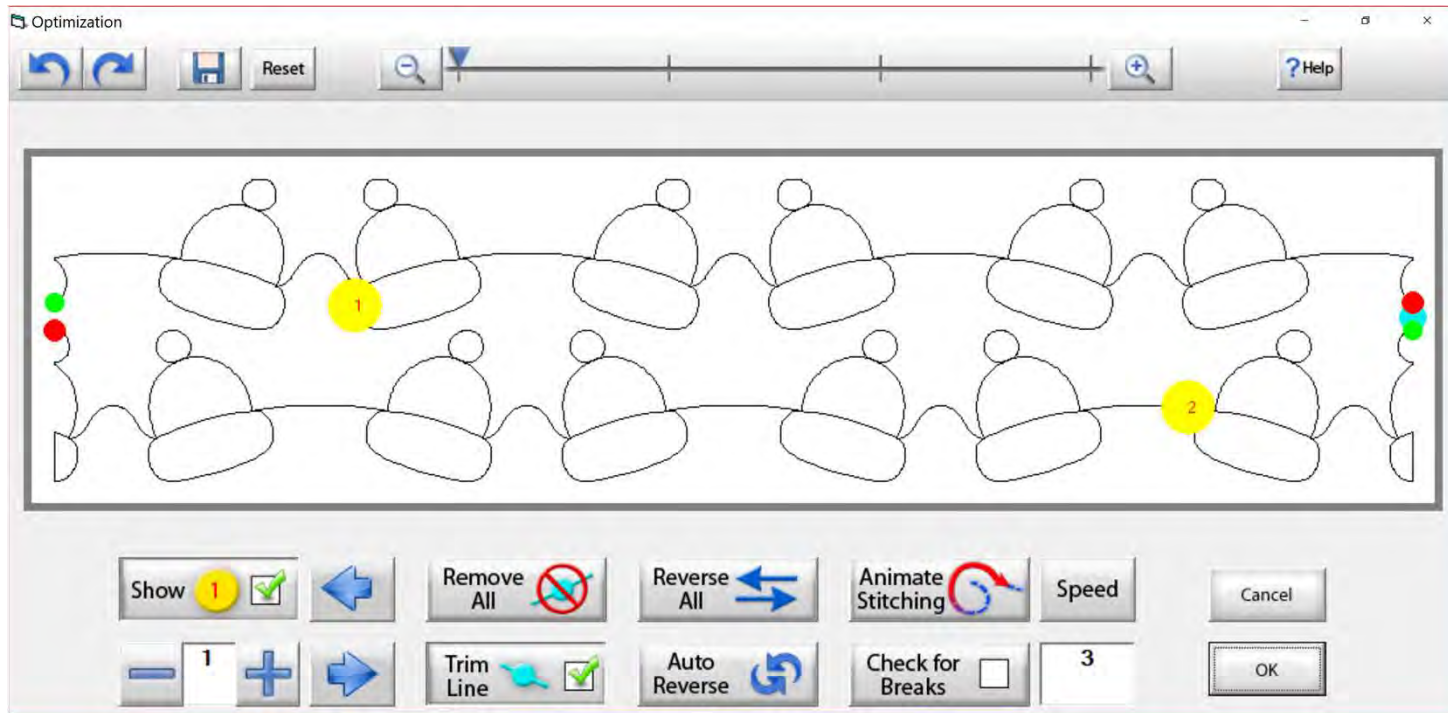 Optimization
Reset
? Help
1
2
Show 1
Remove
All
Reverse
All
Animate
Stitching
Speed
Cancel
1
Trim
Line
Auto
Reverse
Check for
Breaks
3
OK